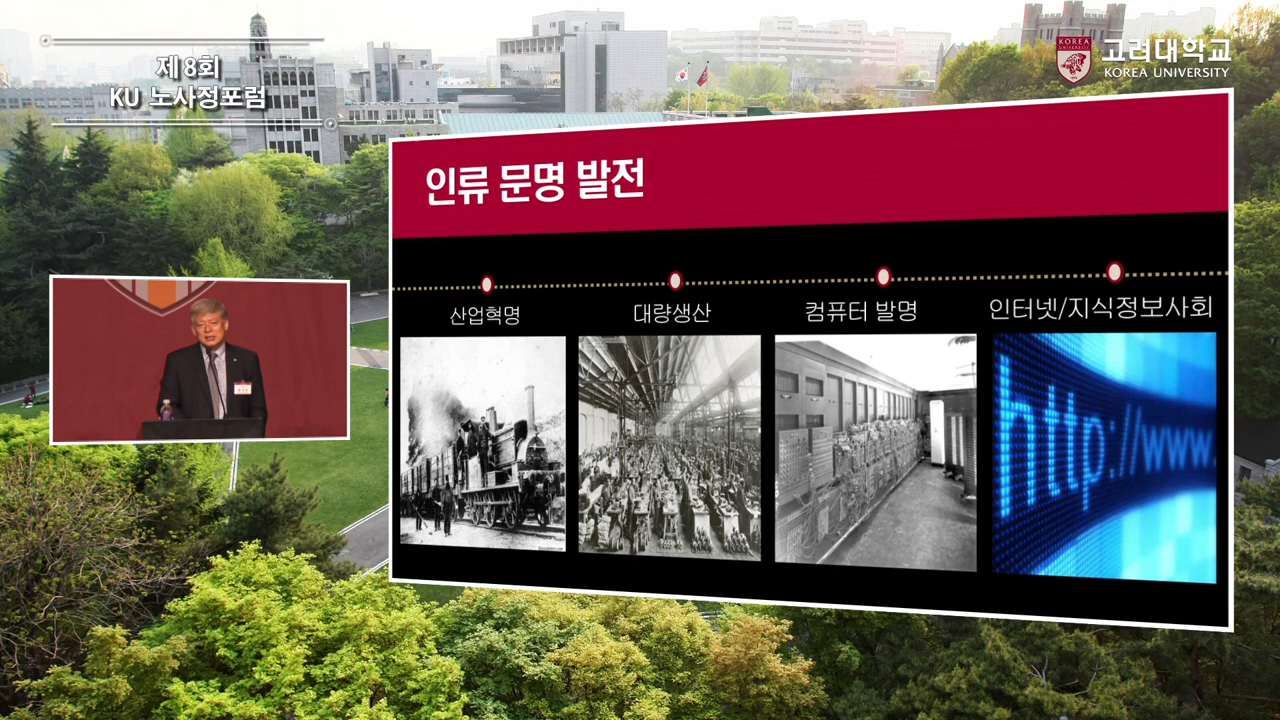 제8회
KU 노사정포럼
KOREA
UNIVERSITY
고려대학교
KOREA UNIVERSITY
인류 문명 발전
산업혁명
대량생산
컴퓨터 발명
인터넷/지식정보사회
http://www